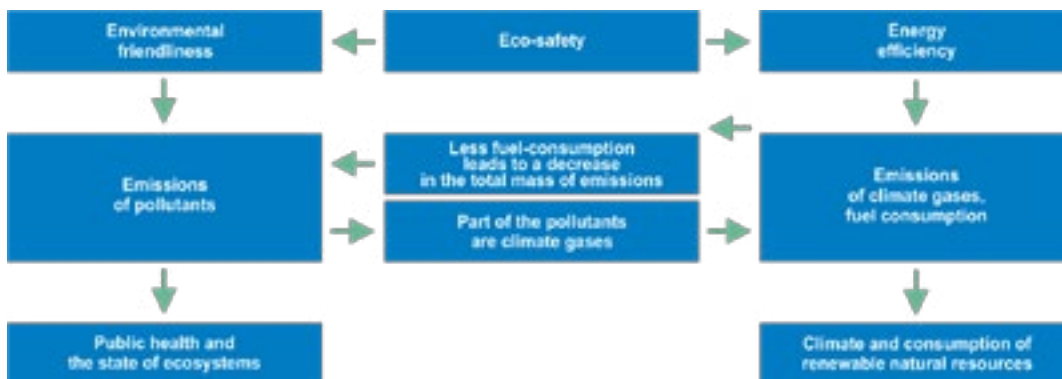 Environmental
friendliness
Eco-safety
Energy
efficiency
Emissions
of pollutants
Less fuel-consumption
leads to a decrease
in the total mass of emissions
Part of the pollutants
are climate gases
Emissions
of climate gases,
fuel consumption
Public health and
the state of ecosystems
Climate and consumption of
renewable natural resources